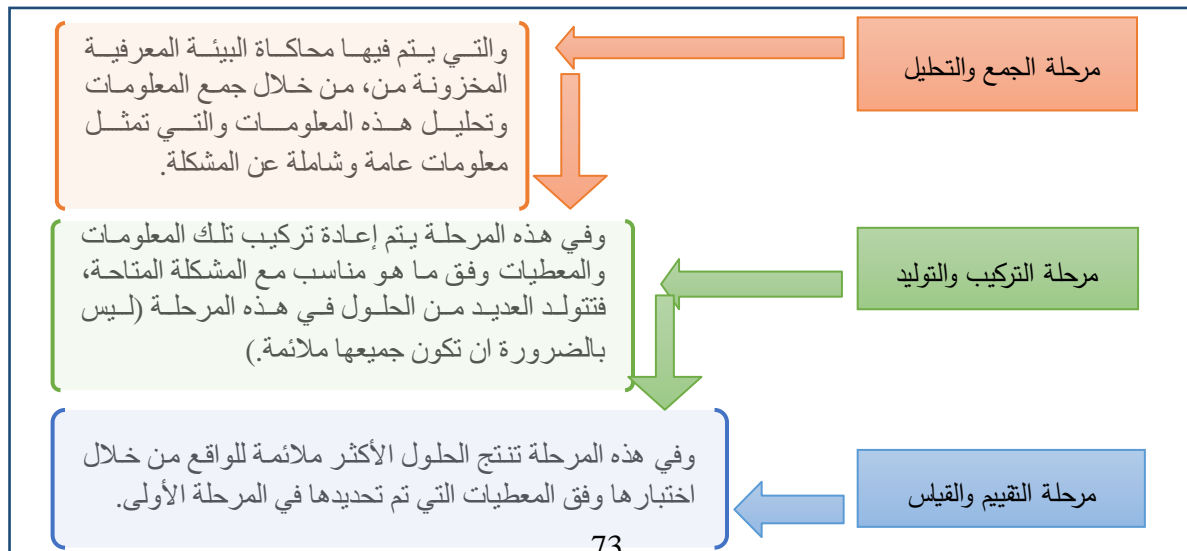 مرحلة الجمع والتحليل
والتي يتم فيها محاكاة البيئة المعرفية
المخزونة من، من خلال جمع المعلومات
وتحليل هذه المعلومات والتي تمثل
معلومات عامة وشاملة عن المشكلة.
مرحلة التركيب والتوليد
وفي هذه المرحلة يتم إعادة تركيب تلك المعلومات
والمعطيات وفق ما هو مناسب مع المشكلة المتاحة،
فتتولد العديد من الحلول في هذه المرحلة (ليس
بالضرورة ان تكون جميعها ملائمة.)
مرحلة التقييم والقياس
وفي هذه المرحلة تنتج الحلول الأكثر ملائمة للواقع من خلال
اختبارها وفق المعطيات التي تم تحديدها في المرحلة الأولى.
73